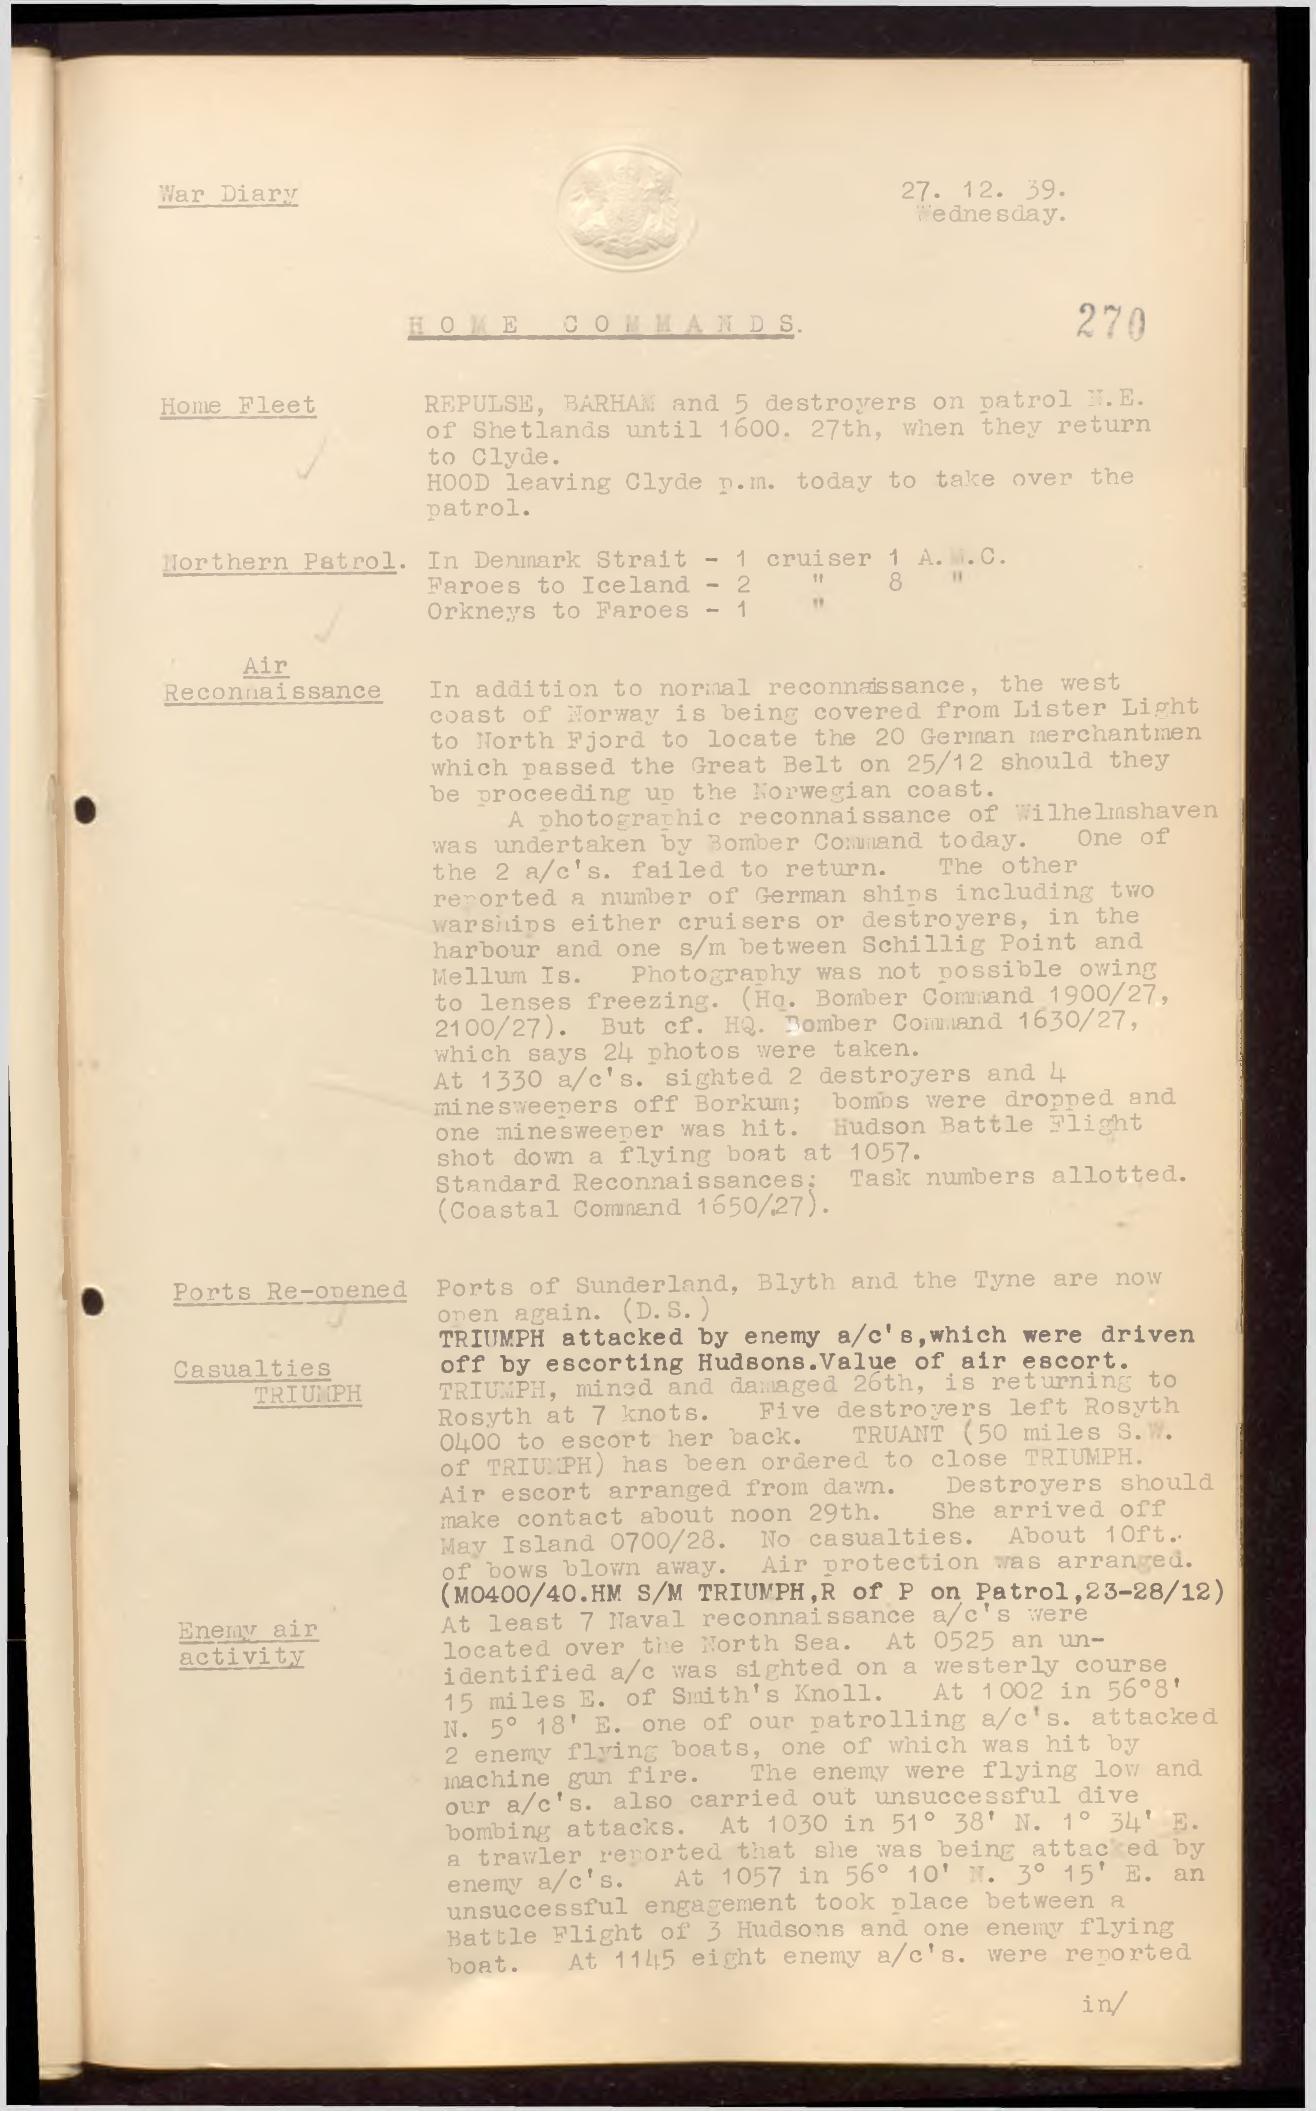 War Diary
27. 12. 39.
Wednesday.
HOME COMMANDS.
270
Home Fleet
REPULSE, BARHAM and 5 destroyers on patrol N.E.
of Shetlands until 1600. 27th, when they return
to Clyde.
HOOD leaving Clyde p.m. today to take over the
patrol.
Northern Patrol.
In Denmark Strait - 1 cruiser 1 A.M.C.
Faroes to Iceland - 2 " 8 "
Orkneys to Faroes - 1 "
Air
Reconnaissance
In addition to normal reconnaissance, the west
coast of Norway is being covered from Lister Light
to North Fjord to locate the 20 German merchantmen
which passed the Great Belt on 25/12 should they
be proceeding up the Norwegian coast.
A photographic reconnaissance of Wilhelmshaven
was undertaken by Bomber Command today. One of
the 2 a/c's. failed to return. The other
reported a number of German ships including two
warships either cruisers or destroyers, in the
harbour and one s/m between Schillig Point and
Mellum Is. Photography was not possible owing
to lenses freezing. (Hq. Bomber Command 1900/27,
2100/27). But cf. HQ. Bomber Command 1630/27,
which says 24 photos were taken.
At 1330 a/c's. sighted 2 destroyers and 4
minesweepers off Borkum; bombs were dropped and
one minesweeper was hit. Hudson Battle Flight
shot down a flying boat at 1057.
Standard Reconnaissances: Task numbers allotted.
(Coastal Command 1650/27).
Ports Re-opened
Ports of Sunderland, Blyth and the Tyne are now
open again. (D.S.)
TRIUMPH attacked by enemy a/c's,which were driven
off by escorting Hudsons.Value of air escort.
Casualties
TRIUMPH
TRIUMPH, mined and damaged 26th, is returning to
Rosyth at 7 knots. Five destroyers left Rosyth
0400 to escort her back. TRUANT (50 miles S.W.
of TRIUMPH) has been ordered to close TRIUMPH.
Air escort arranged from dawn. Destroyers should
make contact about noon 29th. She arrived off
May Island 0700/28. No casualties. About 10ft.
of bows blown away. Air protection was arranged.
(M0400/40.HM S/M TRIUMPH,R of P on Patrol,23-28/12)
Enemy air
activity
At least 7 Naval reconnaissance a/c's were
located over the North Sea. At 0525 an un-
identified a/c was sighted on a westerly course
15 miles E. of Smith's Knoll. At 1002 in 56°8'
N. 5° 18' E. one of our patrolling a/c's. attacked
2 enemy flying boats, one of which was hit by
machine gun fire. The enemy were flying low and
our a/c's. also carried out unsuccessful dive
bombing attacks. At 1030 in 51° 38' N. 1° 34' E.
a trawler reported that she was being attacked by
enemy a/c's. At 1057 in 56° 10' N. 3° 15' E. an
unsuccessful engagement took place between a
Battle Flight of 3 Hudsons and one enemy flying
boat. At 1145 eight enemy a/c's. were reported
in/